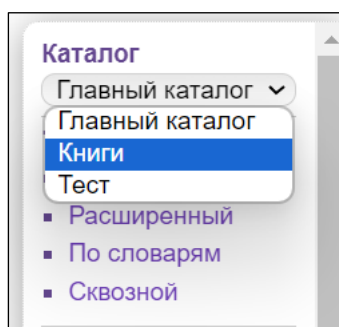 Каталог
Главный каталог
Главный каталог
Книги
Тест
Расширенный
По словарям
Сквозной